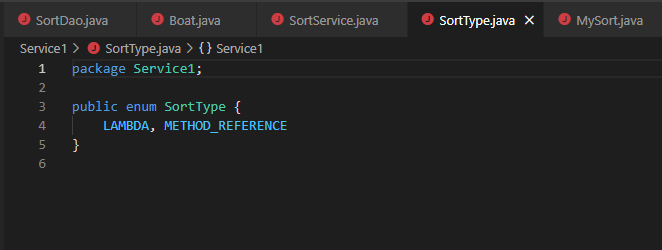 SortDao.java Boat.java SortService.java SortType.java MySort.java
Service1 > SortType.java > {} Service1
1 package Service1;
2
3 public enum SortType {
4 LAMBDA, METHOD_REFERENCE
5 }
6